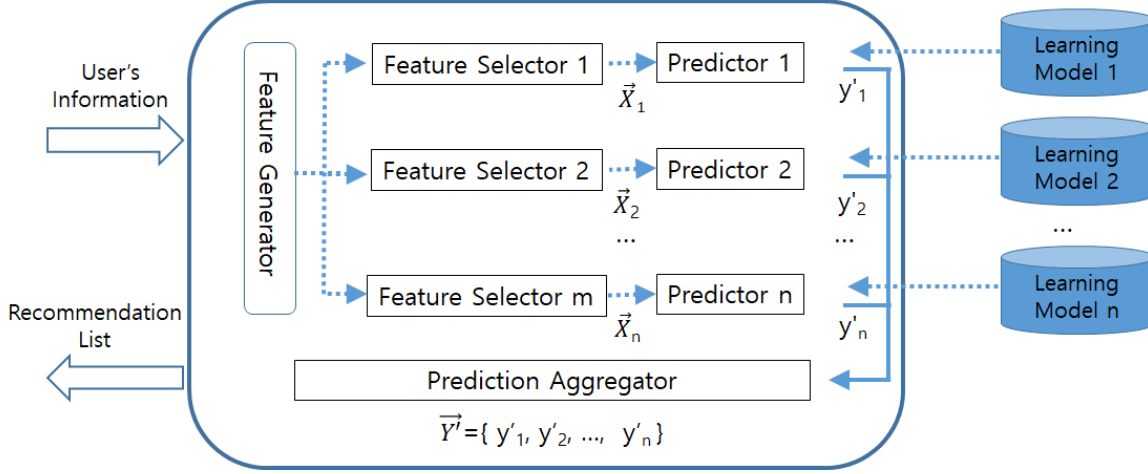 User's
Information
Feature Generator
Feature Selector 1
X⃗₁
Predictor 1
y'₁
Learning
Model 1
Feature Selector 2
X⃗₂
Predictor 2
y'₂
Learning
Model 2
...
...
...
Feature Selector m
X⃗ₙ
Predictor n
y'ₙ
Learning
Model n
Recommendation
List
Prediction Aggregator
Y'⃗={ y'₁, y'₂, ..., y'ₙ }